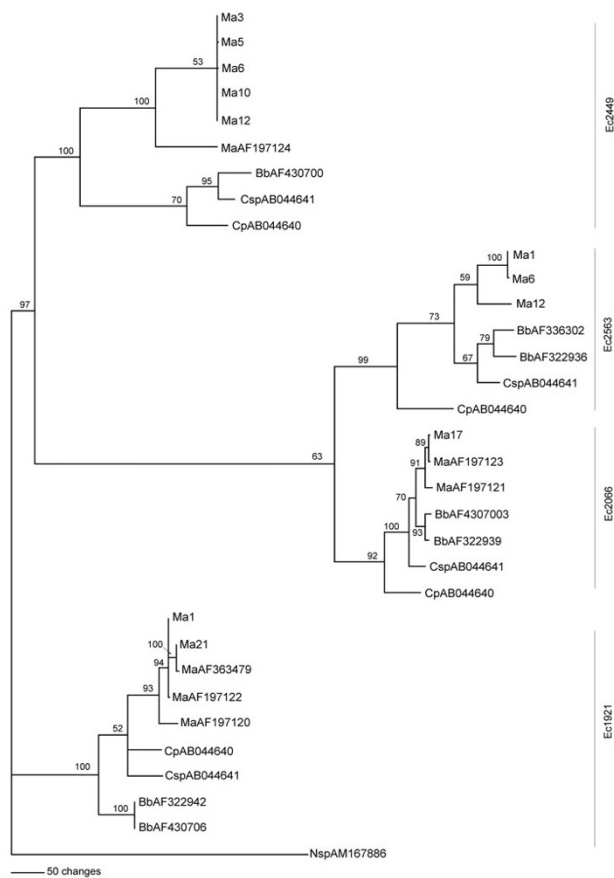 Ma3
Ma5
53
Ma6
Ma10
100
Ma12
MaAF197124
100
BbAF430700
95
CspAB044641
70
CpAB044640
Ec2449
Ma1
100
Ma6
59
Ma12
73
BbAF336302
79
BbAF322936
67
CspAB044641
99
CpAB044640
Ec2563
97
63
Ma17
89
MaAF197123
91
MaAF197121
70
BbAF4307003
93
BbAF322939
100
CspAB044641
92
CpAB044640
Ec2066
Ma1
100
Ma21
94
MaAF363479
93
MaAF197122
MaAF197120
52
CpAB044640
100
CspAB044641
BbAF322942
100
BbAF430706
Ec1921
NspAM167886
50 changes